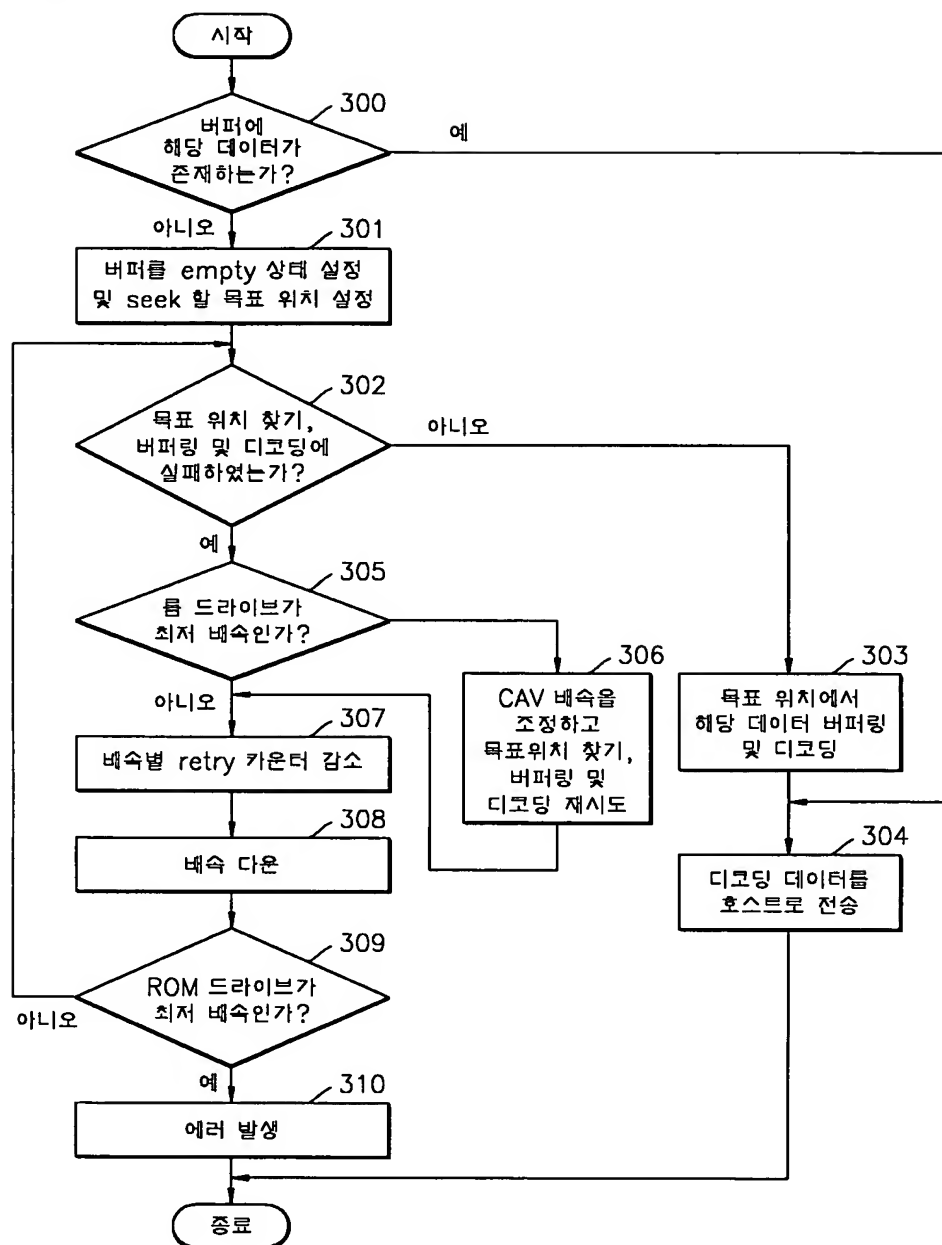 시작
300
버퍼에
해당 데이터가
존재하는가?
예
아니오
301
버퍼를 empty 상태 설정
및 seek 할 목표 위치 설정
302
목표 위치 찾기,
버퍼링 및 디코딩에
실패하였는가?
아니오
예
305
롬 드라이브가
최저 배속인가?
아니오
306
CAV 배속을
조정하고
목표위치 찾기,
버퍼링 및
디코딩 재시도
303
목표 위치에서
해당 데이터 버퍼링
및 디코딩
307
배속별 retry 카운터 감소
308
배속 다운
304
디코딩 데이터를
호스트로 전송
309
ROM 드라이브가
최저 배속인가?
아니오
예
310
에러 발생
종료